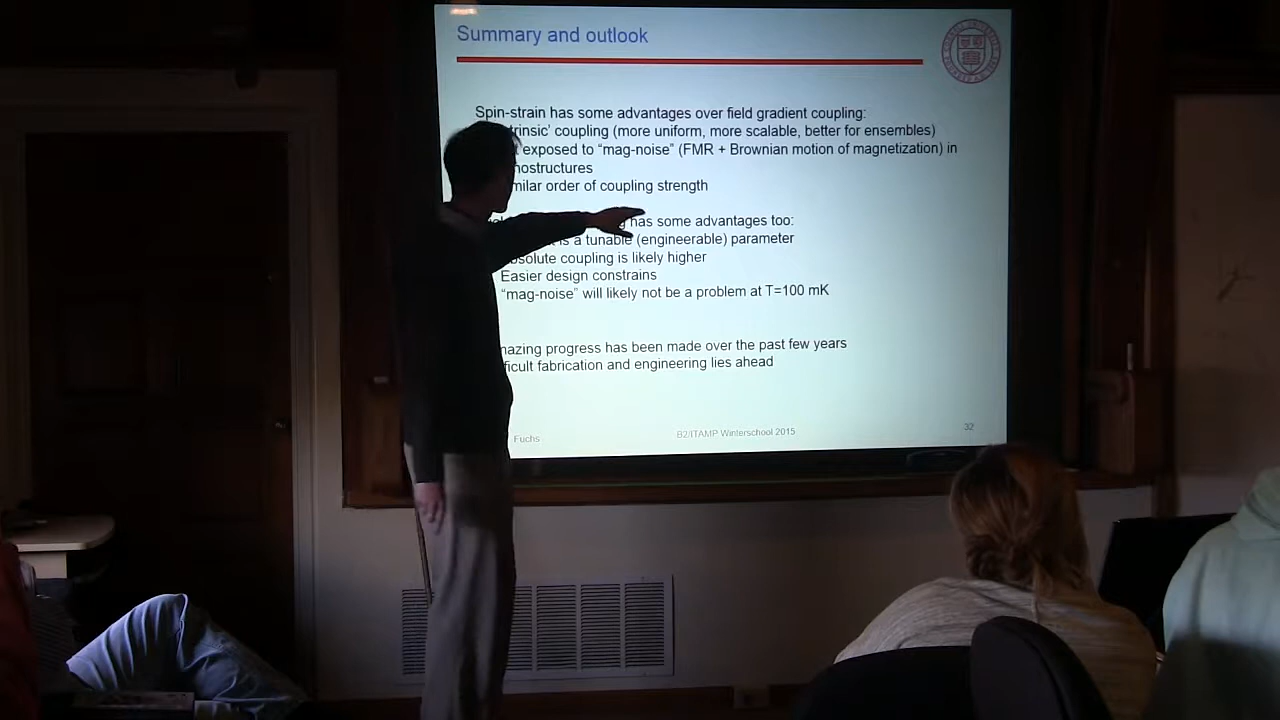 Summary and outlook
Spin-strain has some advantages over field gradient coupling:
trinsic’ coupling (more uniform, more scalable, better for ensembles)
exposed to “mag-noise” (FMR + Brownian motion of magnetization) in
nostructures
milar order of coupling strength
has some advantages too:
is a tunable (engineerable) parameter
bsolute coupling is likely higher
Easier design constrains
“mag-noise” will likely not be a problem at T=100 mK
mazing progress has been made over the past few years
ficult fabrication and engineering lies ahead
Fuchs
B2/ITAMP Winterschool 2015
32